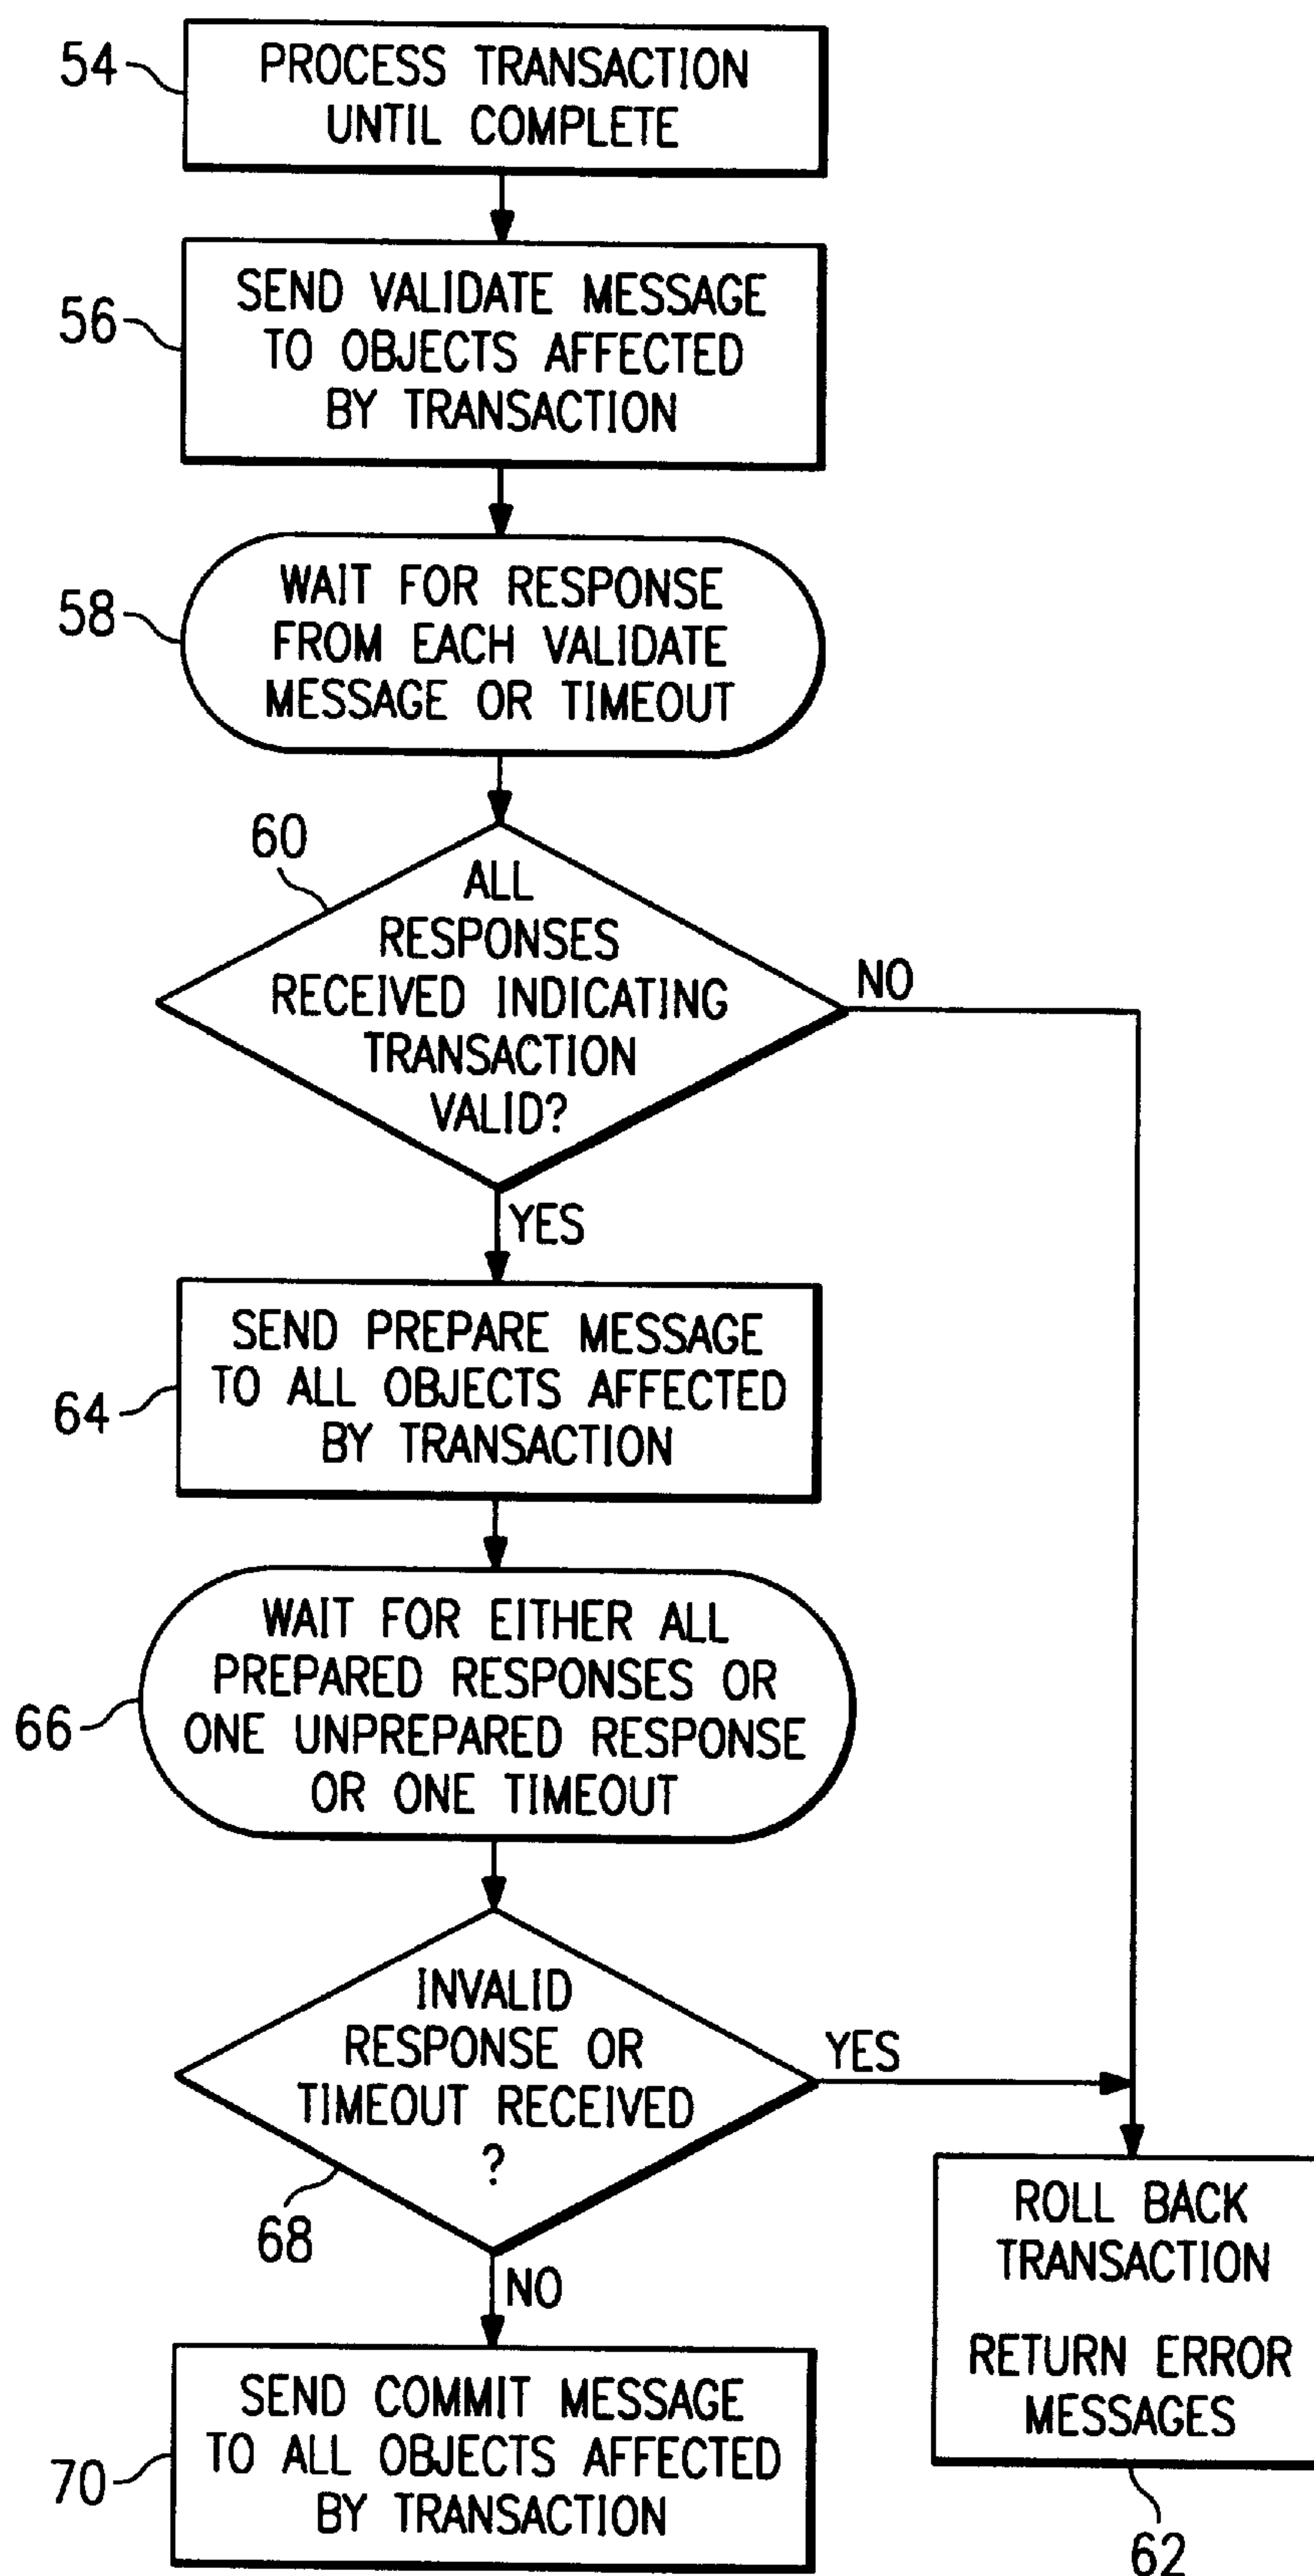 54
PROCESS TRANSACTION
UNTIL COMPLETE
56
SEND VALIDATE MESSAGE
TO OBJECTS AFFECTED
BY TRANSACTION
58
WAIT FOR RESPONSE
FROM EACH VALIDATE
MESSAGE OR TIMEOUT
60
ALL
RESPONSES
RECEIVED INDICATING
TRANSACTION
VALID?
NO
YES
64
SEND PREPARE MESSAGE
TO ALL OBJECTS AFFECTED
BY TRANSACTION
66
WAIT FOR EITHER ALL
PREPARED RESPONSES OR
ONE UNPREPARED RESPONSE
OR ONE TIMEOUT
INVALID
RESPONSE OR
TIMEOUT RECEIVED
?
YES
68
NO
ROLL BACK
TRANSACTION
RETURN ERROR
MESSAGES
62
70
SEND COMMIT MESSAGE
TO ALL OBJECTS AFFECTED
BY TRANSACTION